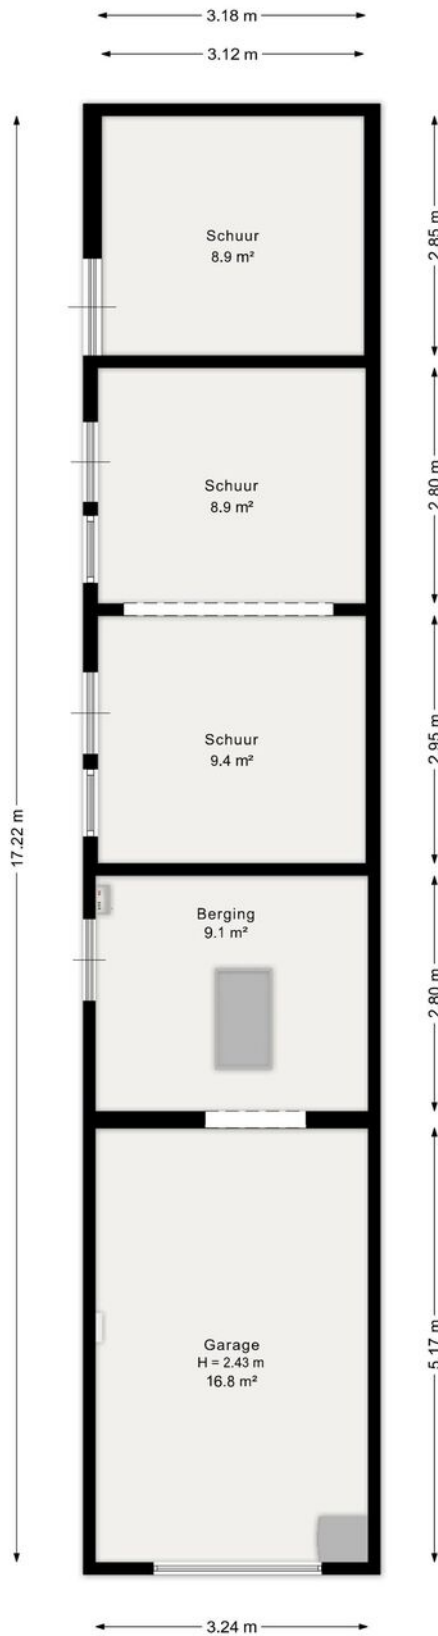 3.18 m
3.12 m
Schuur
8.9 m²
2.85 m
Schuur
8.9 m²
2.80 m
Schuur
9.4 m²
2.95 m
17.22 m
Berging
9.1 m²
2.80 m
Garage
H = 2.43 m
16.8 m²
5.17 m
3.24 m